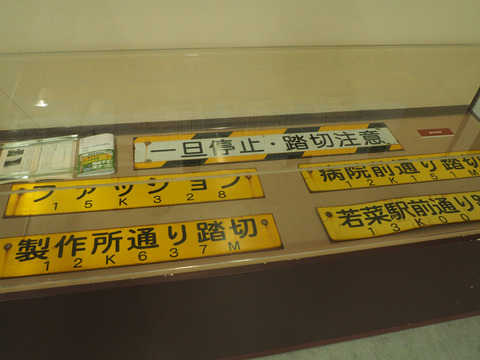 一旦停止・踏切注意
ファッション
15K328
病院前通り踏切
12K191M
製作所通り踏切
12K637M
若菜駅前通り踏
13K00